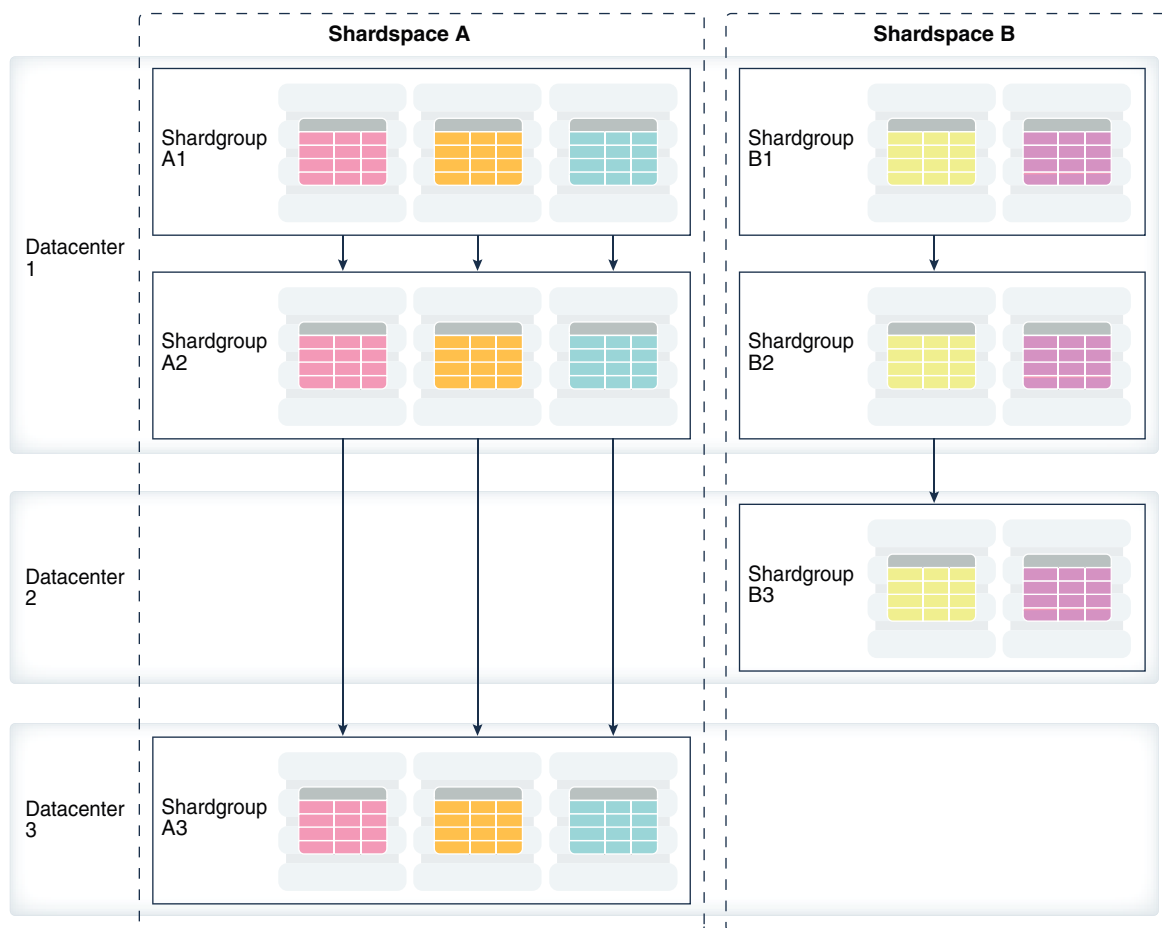 Shardspace A
Shardspace B
Datacenter
1
Shardgroup
A1
Shardgroup
B1
Shardgroup
A2
Shardgroup
B2
Datacenter
2
Shardgroup
B3
Datacenter
3
Shardgroup
A3